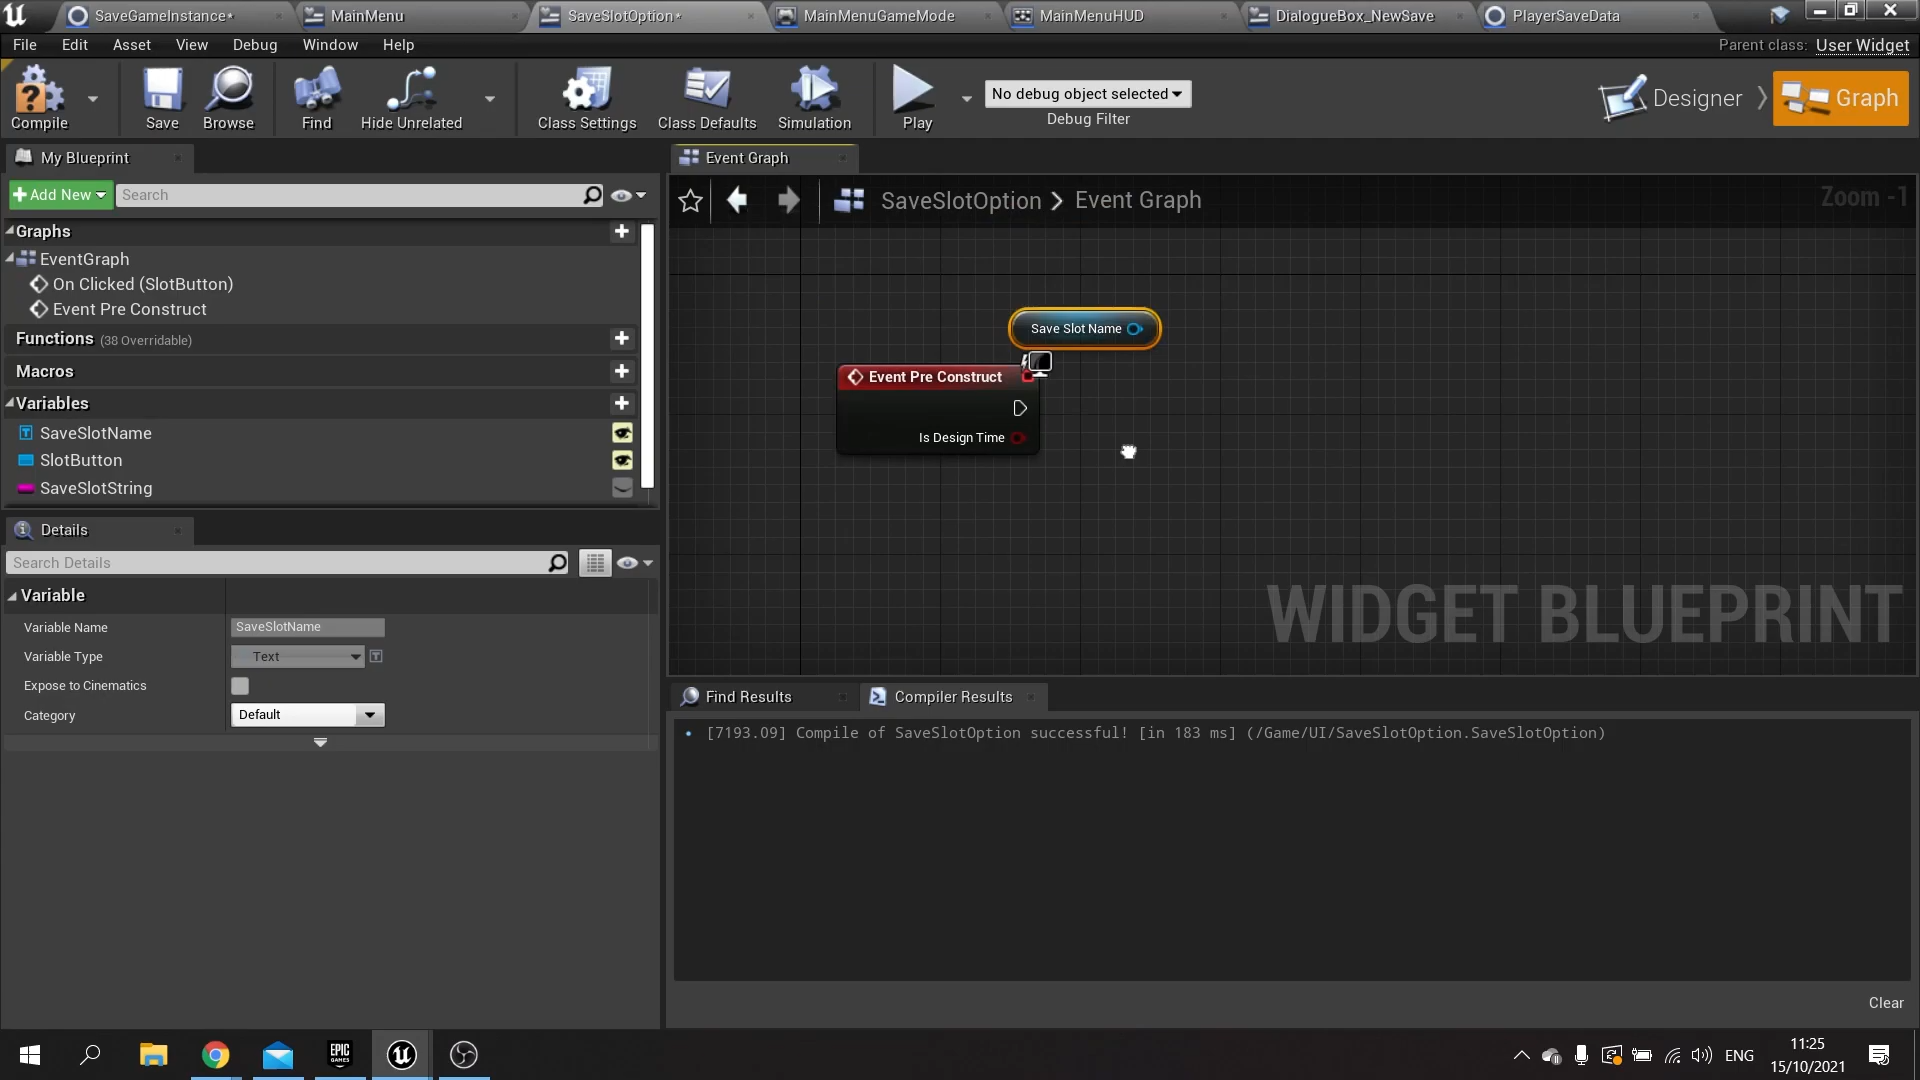 SaveGameInstance*
MainMenu
SaveSlotOption*
MainMenuGameMode
MainMenuHUD
DialogueBox_NewSave
PlayerSaveData
File
Edit
Asset
View
Debug
Window
Help
Parent class: User Widget
Compile
Save
Browse
Find
Hide Unrelated
Class Settings
Class Defaults
Simulation
Play
No debug object selected
Debug Filter
Designer
Graph
My Blueprint
Event Graph
Add New
Search
SaveSlotOption > Event Graph
Zoom -1
Graphs
EventGraph
On Clicked (SlotButton)
Event Pre Construct
Functions (38 Overridable)
Macros
Variables
SaveSlotName
SlotButton
SaveSlotString
Save Slot Name
Event Pre Construct
Is Design Time
WIDGET BLUEPRINT
Details
Search Details
Variable
Variable Name
SaveSlotName
Variable Type
Text
Expose to Cinematics
Category
Default
Find Results
Compiler Results
[7193.09] Compile of SaveSlotOption successful! [in 183 ms] (/Game/UI/SaveSlotOption.SaveSlotOption)
Clear
EPIC
GAMES
ENG
11:25
15/10/2021